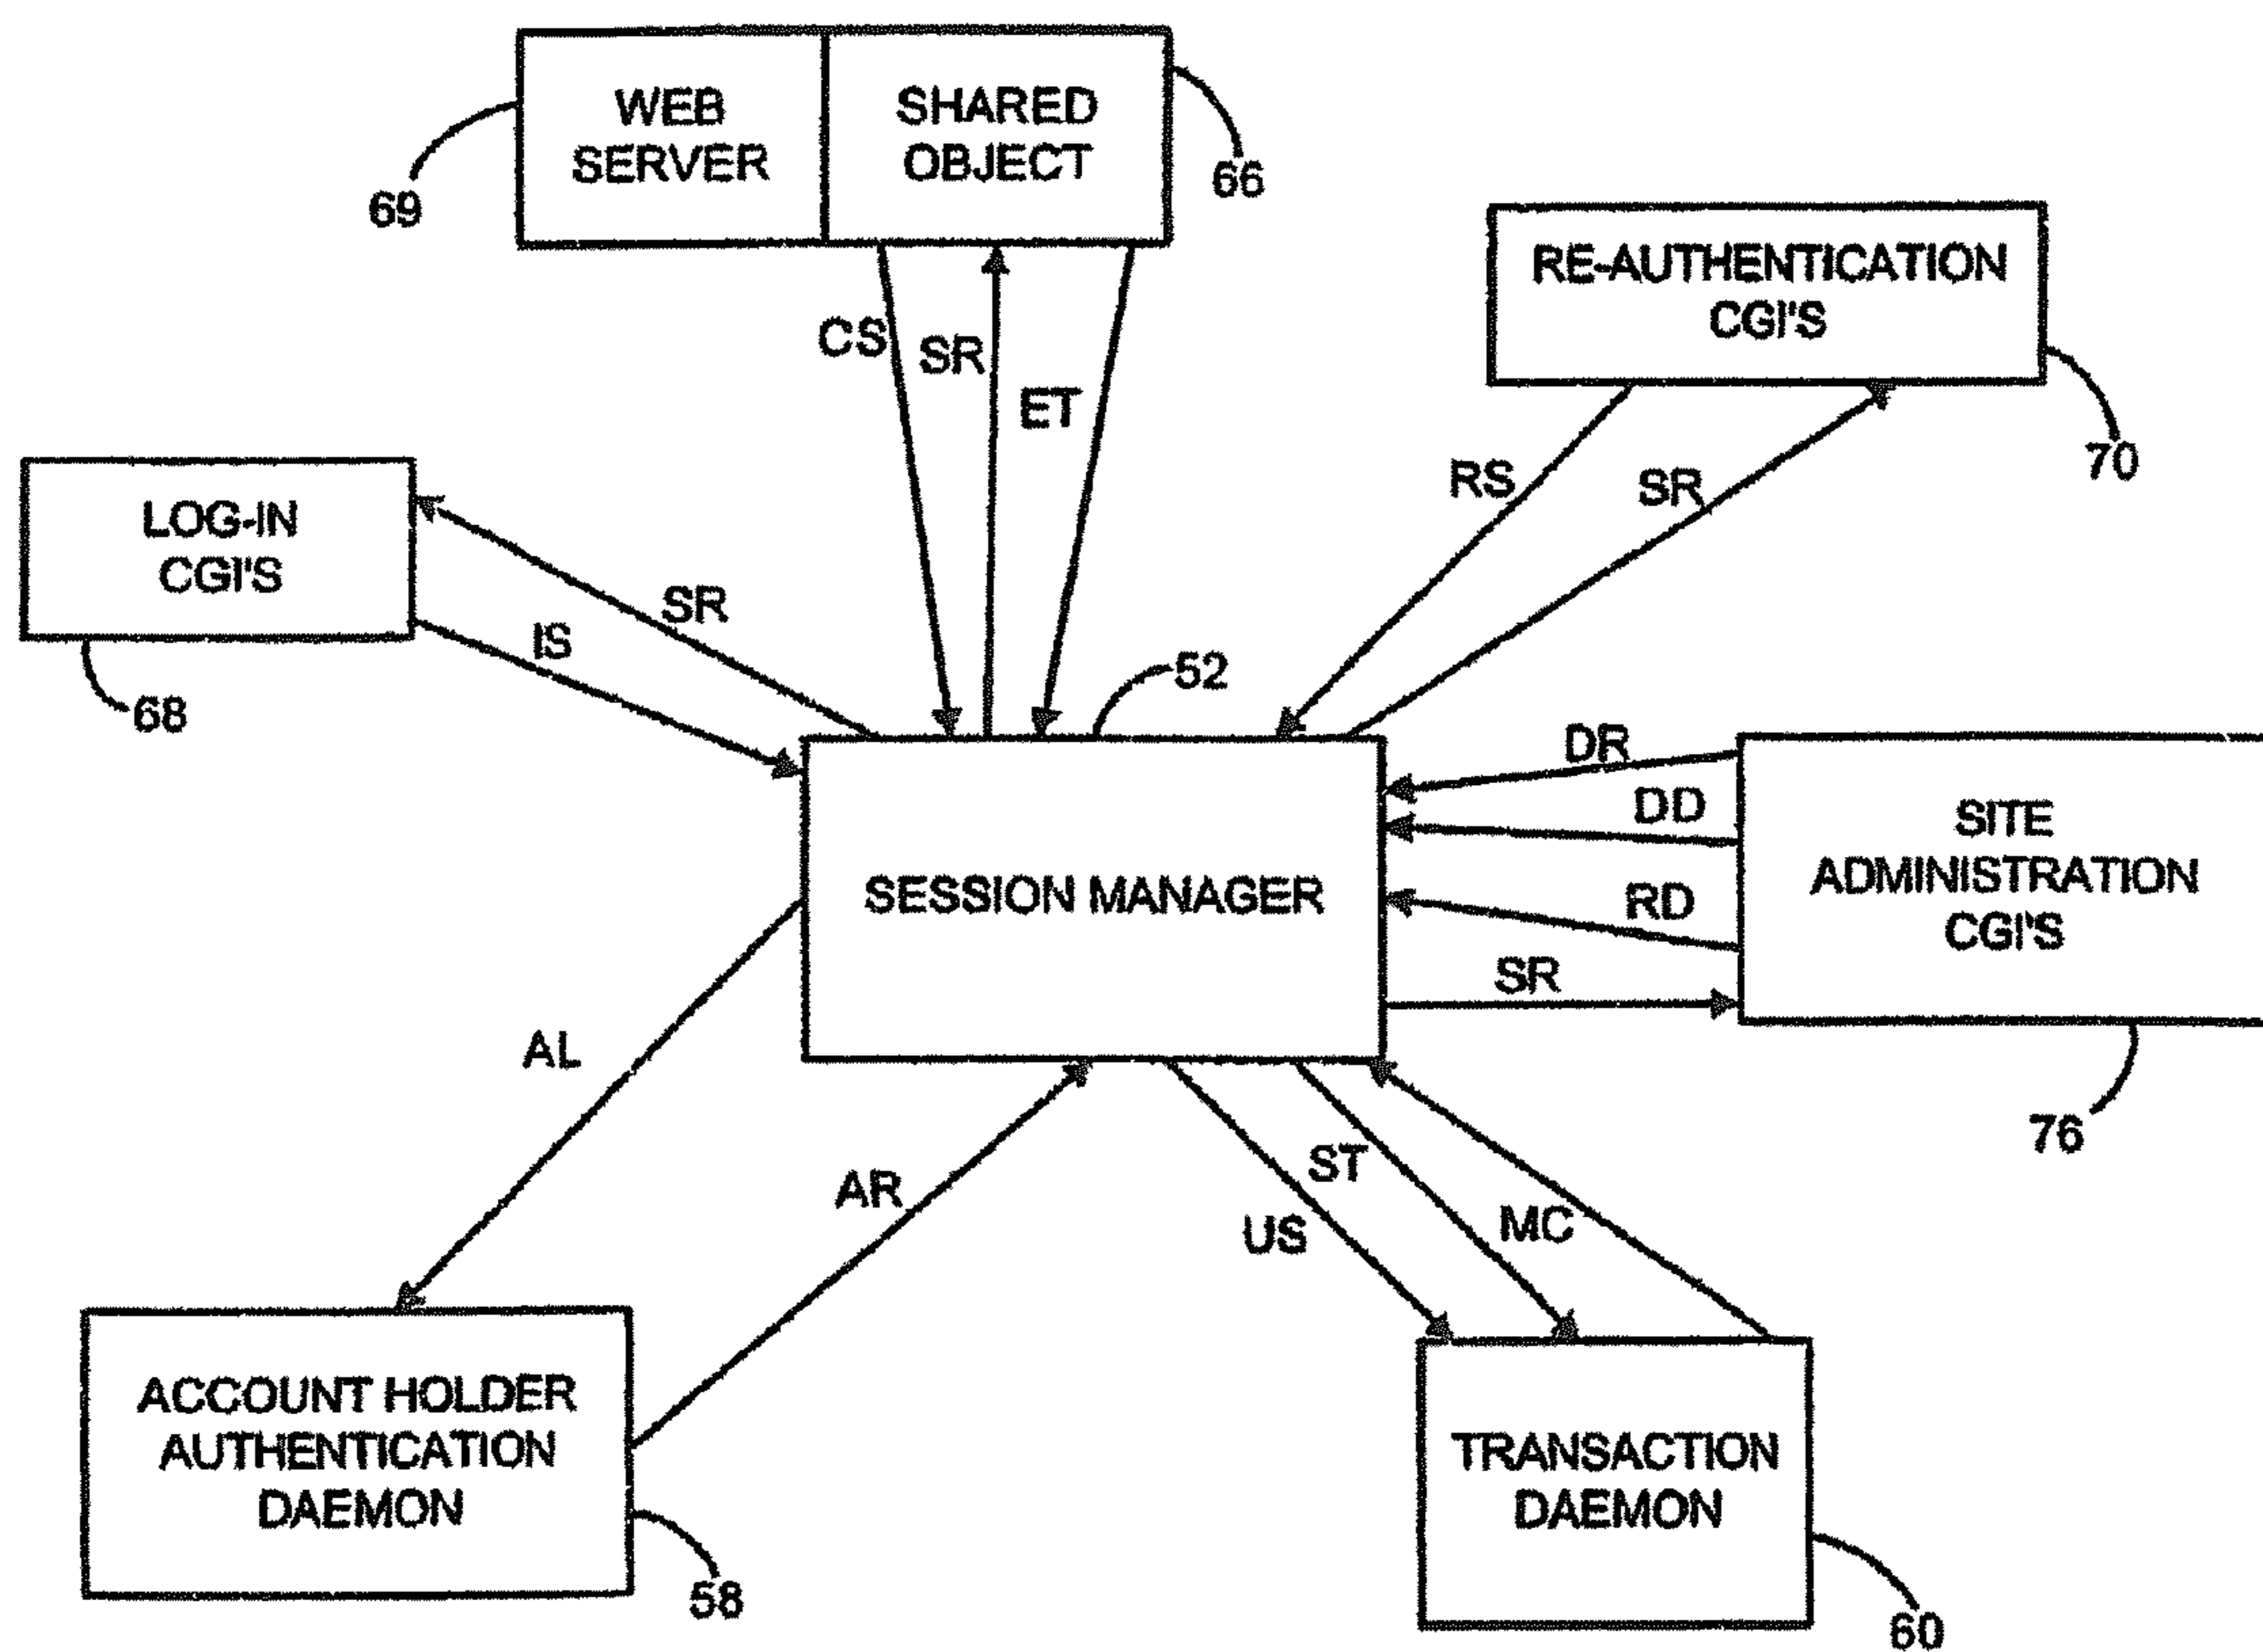 WEB
SERVER
SHARED
OBJECT
69
66
RE-AUTHENTICATION
CGI'S
70
CS
SR
ET
RS
SR
LOG-IN
CGI'S
68
SR
IS
52
SESSION MANAGER
DR
DD
RD
SR
SITE
ADMINISTRATION
CGI'S
76
AL
AR
US
ST
MC
ACCOUNT HOLDER
AUTHENTICATION
DAEMON
58
TRANSACTION
DAEMON
60